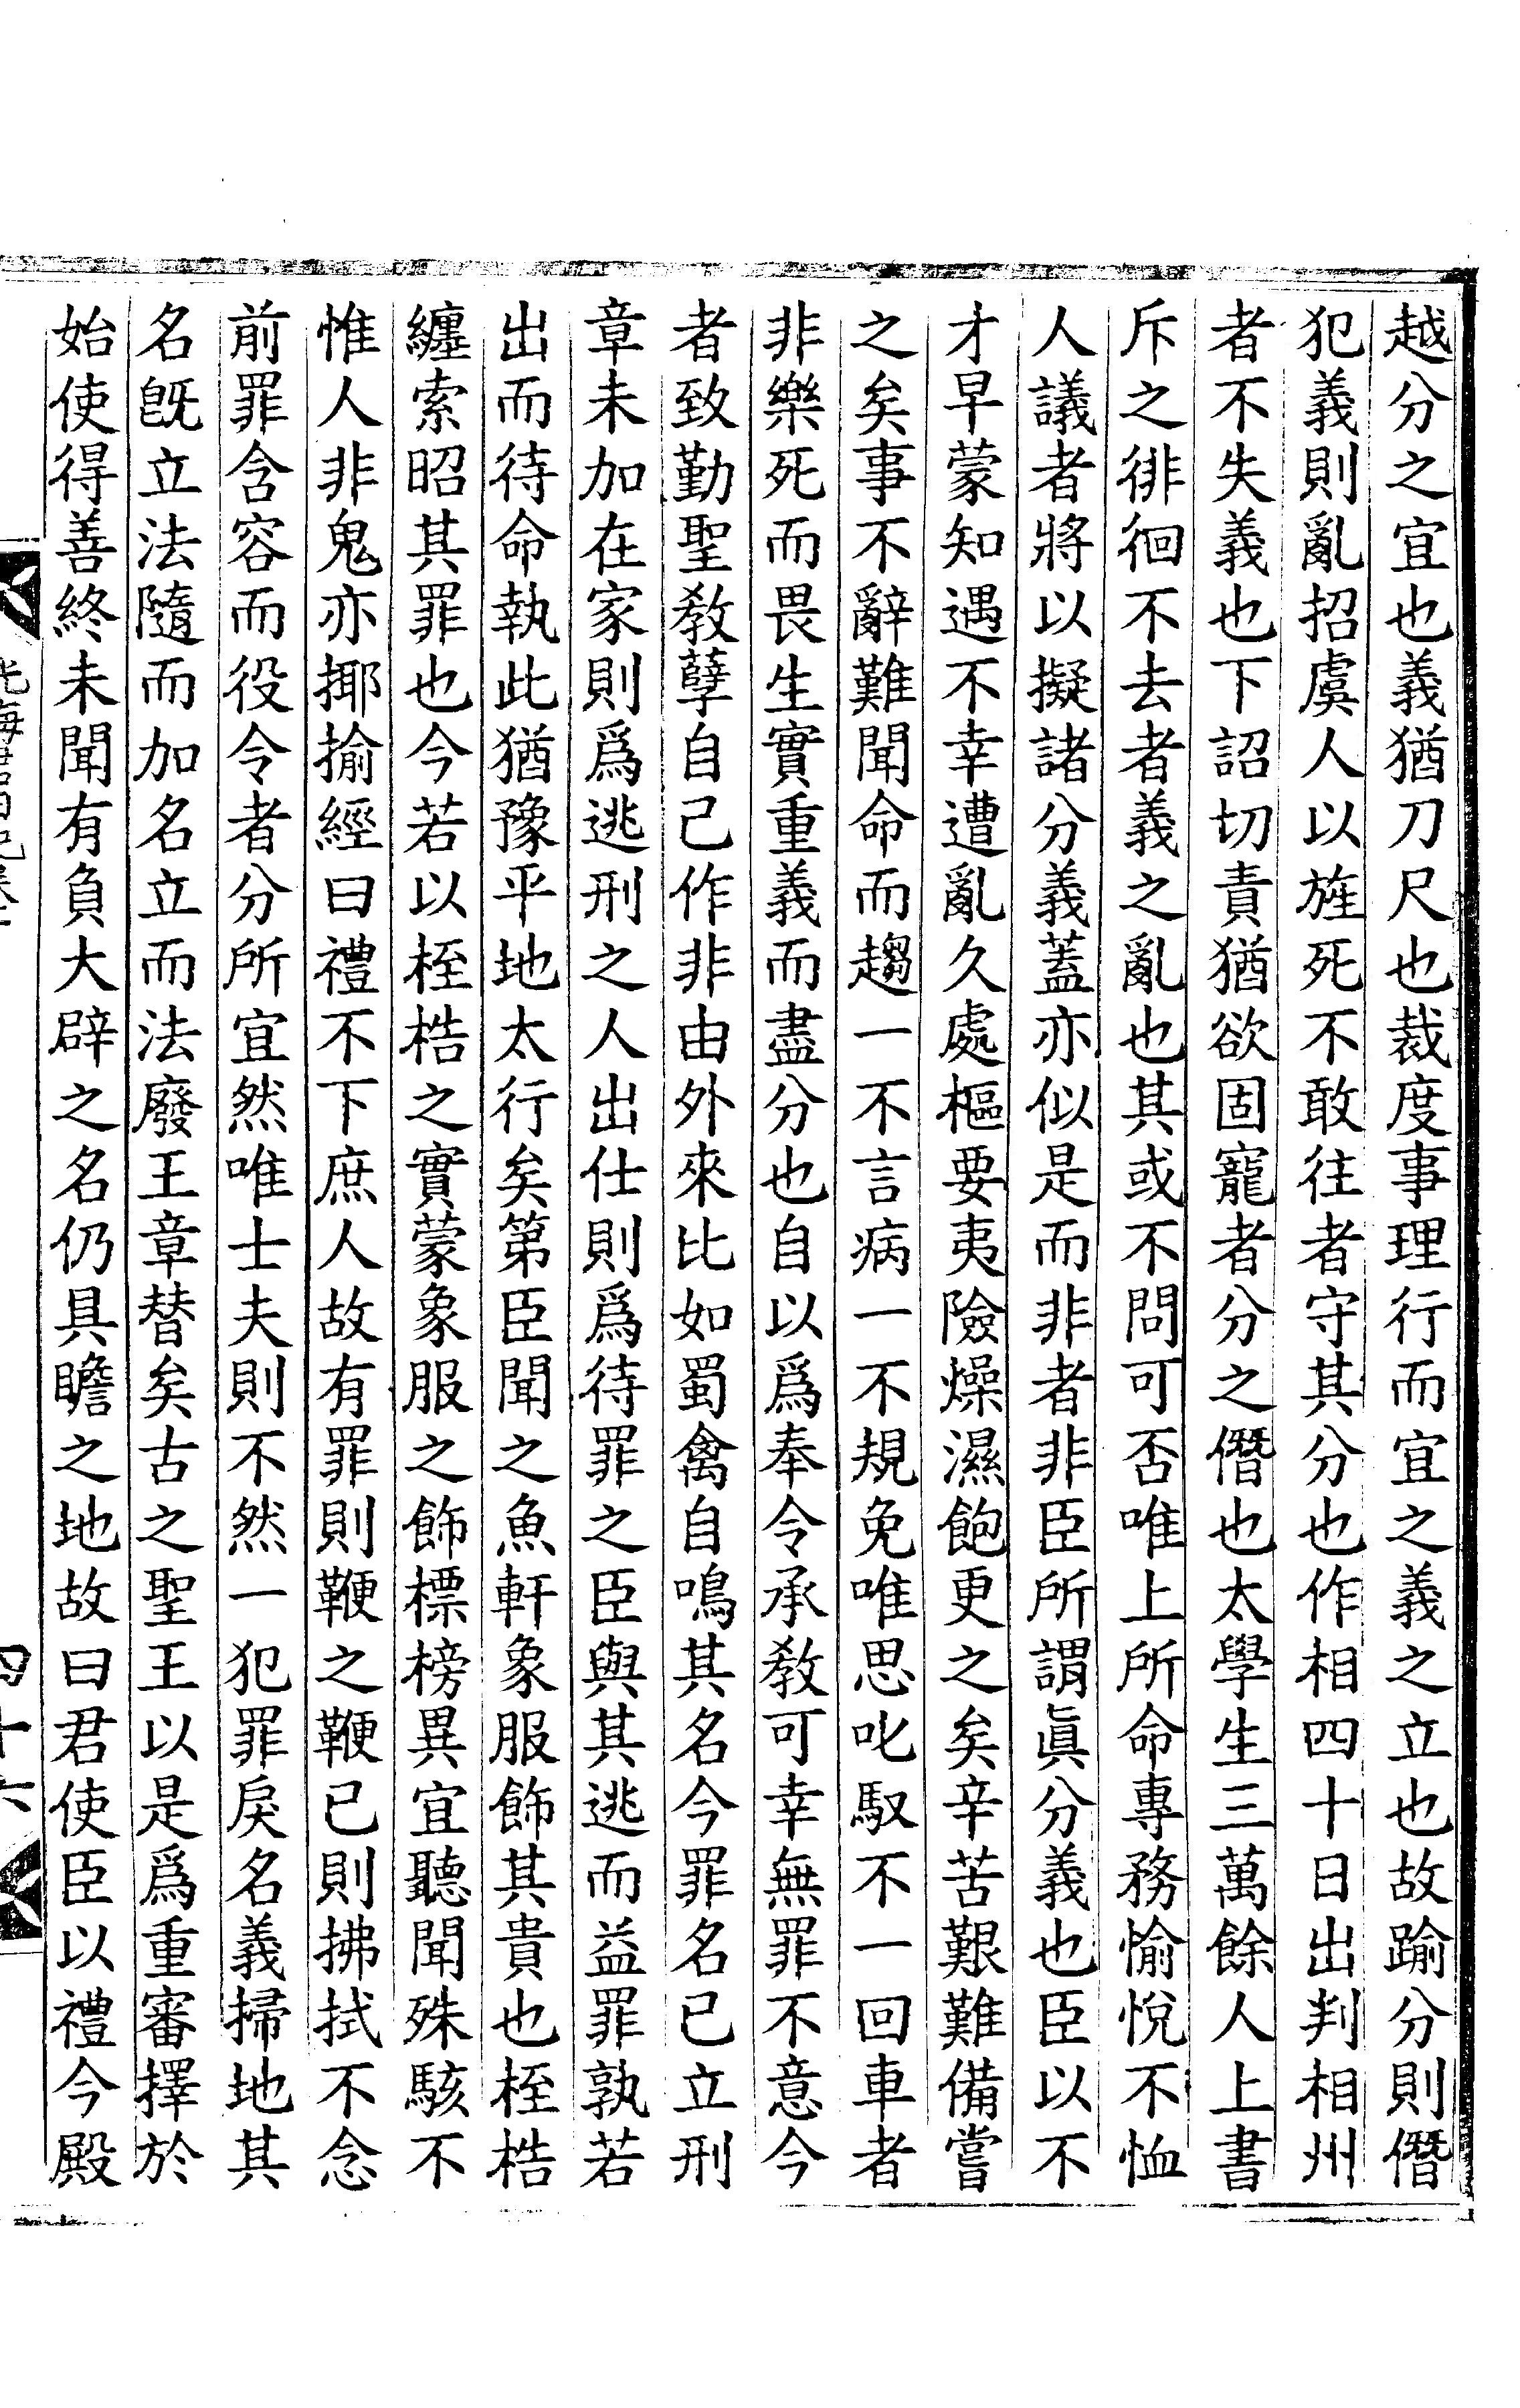 越分之宜也義猶刀尺也裁度事理行而宜之義之立也故踰分則僭
犯義則亂招虞人以旌死不敢往者守其分也作相四十日出判相州
者不失義也下詔切責猶欲固寵者分之僭也太學生三萬餘人上書
斥之徘徊不去者義之亂也其或不問可否唯上所命專務愉悅不恤
人議者將以擬諸分義蓋亦似是而非者非臣所謂眞分義也臣以不
才早蒙知遇不幸遭亂久處樞要夷險燥濕飽更之矣辛苦艱難備嘗
之矣事不辭難聞命而趨一不言病一不規免唯思叱馭不一回車者
非樂死而畏生實重義而盡分也自以爲奉令承教可幸無罪不意今
者致勤聖教孽自己作非由外來比如蜀禽自鳴其名今罪名已立刑
章未加在家則爲逃刑之人出仕則爲待罪之臣與其逃而益罪孰若
出而待命執此猶豫平地太行矣第臣聞之魚軒象服飾其貴也桎梏
纏索昭其罪也今若以桎梏之實蒙象服之飾標榜異宜聽聞殊駭不
惟人非鬼亦揶揄經曰禮不下庶人故有罪則鞭之鞭已則拂拭不念
前罪含容而役令者分所宜然唯士夫則不然一犯罪戾名義掃地其
名旣立法隨而加名立而法廢王章替矣古之聖王以是爲重審擇於
始使得善終未聞有負大辟之名仍具瞻之地故曰君使臣以禮今殿
四十六